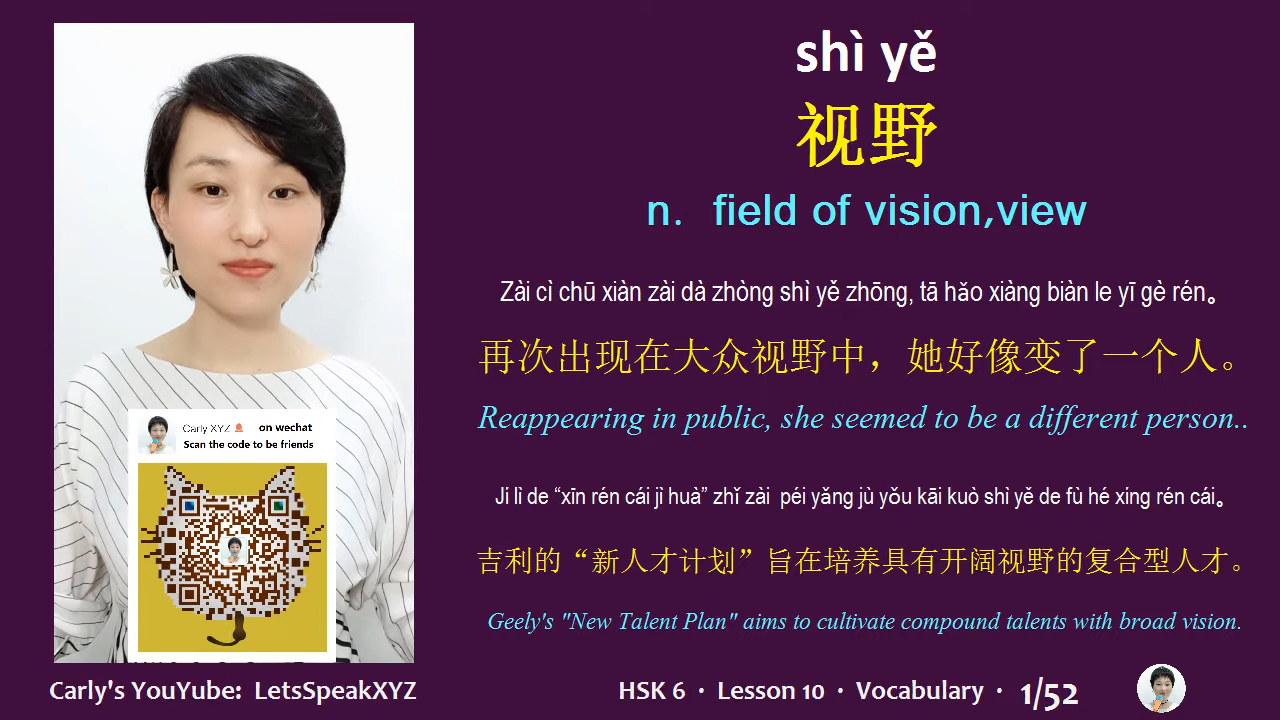 shì yě
视野
n. field of vision,view
Zài cì chū xiàn zài dà zhòng shì yě zhōng, tā hǎo xiàng biàn le yī gè rén。
再次出现在大众视野中，她好像变了一个人。
Reappearing in public, she seemed to be a different person..
Jí lì de “xīn rén cái jì huà” zhǐ zài péi yǎng jù yǒu kāi kuò shì yě de fù hé xíng rén cái。
吉利的“新人才计划”旨在培养具有开阔视野的复合型人才。
Geely's "New Talent Plan" aims to cultivate compound talents with broad vision.
Carly XYZ on wechat
Scan the code to be friends
Carly's YouYube: LetsSpeakXYZ
HSK 6 · Lesson 10 · Vocabulary · 1/52